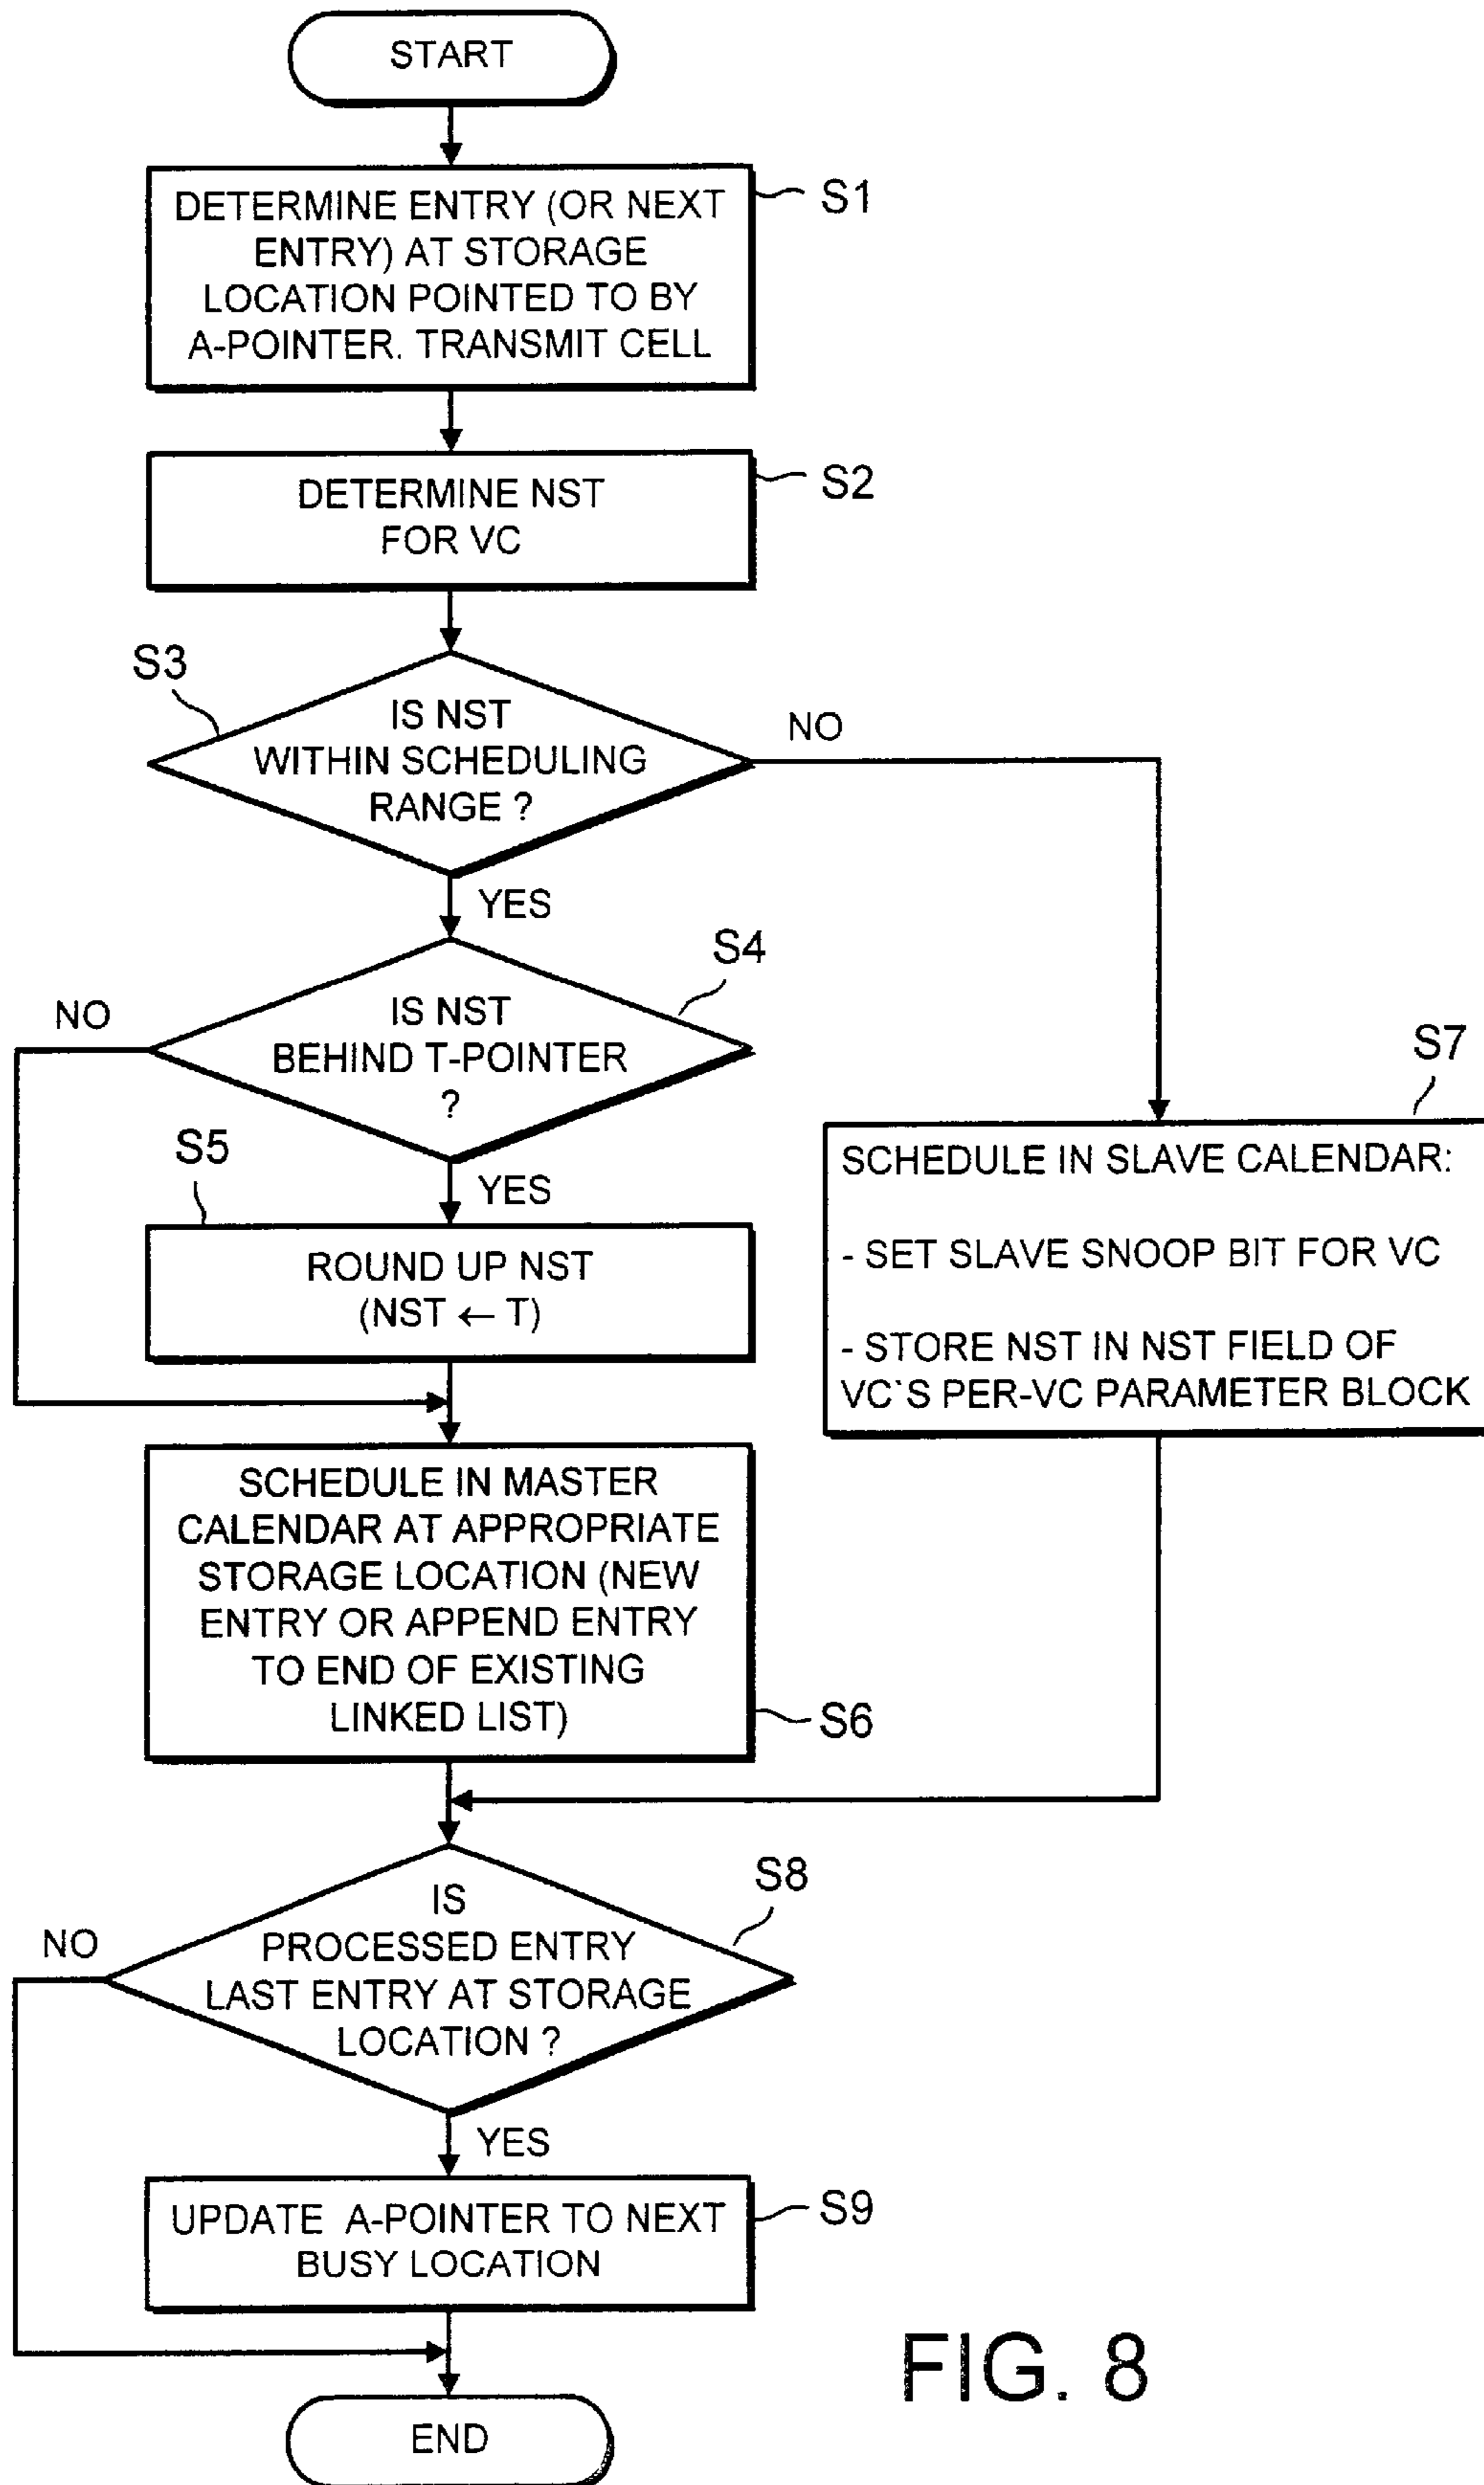 START
DETERMINE ENTRY (OR NEXT
ENTRY) AT STORAGE
LOCATION POINTED TO BY
A-POINTER. TRANSMIT CELL
S1
DETERMINE NST
FOR VC
S2
S3
IS NST
WITHIN SCHEDULING
RANGE ?
NO
YES
S4
IS NST
BEHIND T-POINTER
?
NO
YES
S5
ROUND UP NST
(NST ← T)
S7
SCHEDULE IN SLAVE CALENDAR:
- SET SLAVE SNOOP BIT FOR VC
- STORE NST IN NST FIELD OF
VC`S PER-VC PARAMETER BLOCK
SCHEDULE IN MASTER
CALENDAR AT APPROPRIATE
STORAGE LOCATION (NEW
ENTRY OR APPEND ENTRY
TO END OF EXISTING
LINKED LIST)
S6
S8
IS
PROCESSED ENTRY
LAST ENTRY AT STORAGE
LOCATION ?
NO
YES
UPDATE A-POINTER TO NEXT
BUSY LOCATION
S9
END
FIG. 8